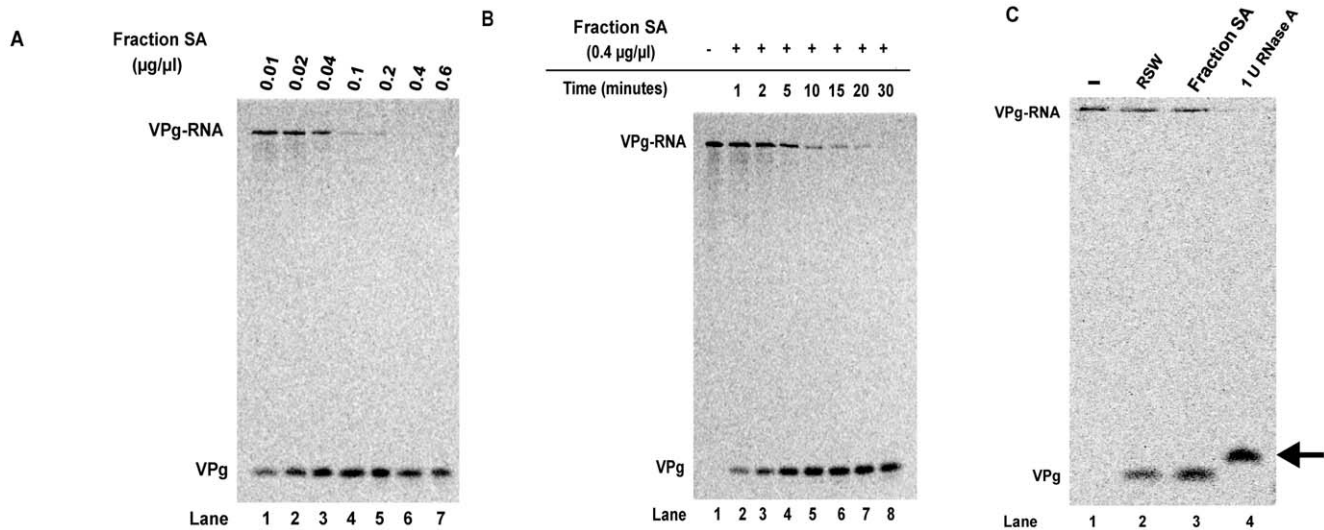 A
Fraction SA
(µg/µl)
0.01 0.02 0.04 0.1 0.2 0.4 0.6
VPg-RNA
VPg
Lane 1 2 3 4 5 6 7
B
Fraction SA
(0.4 µg/µl)
- + + + + + + +
Time (minutes) 1 2 5 10 15 20 30
VPg-RNA
VPg
Lane 1 2 3 4 5 6 7 8
C
- RSW Fraction SA 1 U RNase A
VPg-RNA
VPg
Lane 1 2 3 4